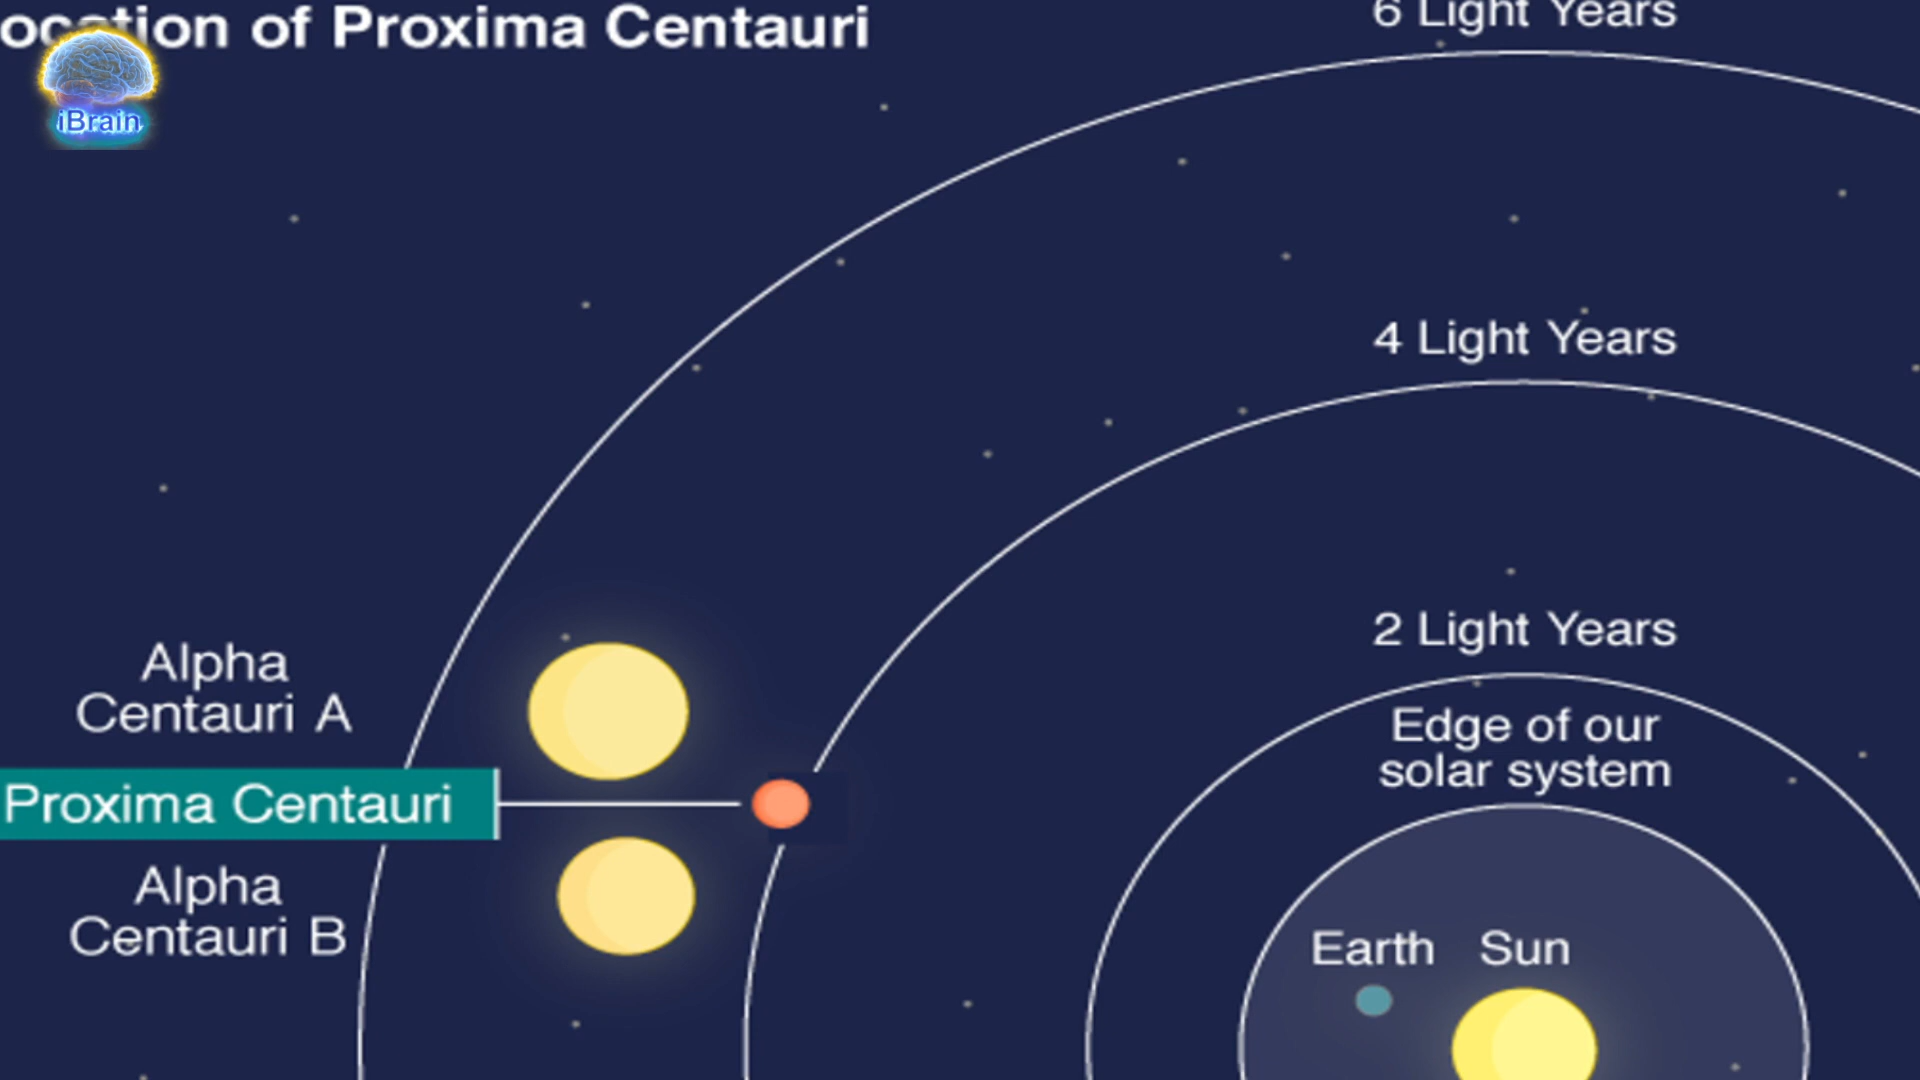 ocation of Proxima Centauri
iBrain
6 Light Years
4 Light Years
2 Light Years
Edge of our
solar system
Alpha
Centauri A
Proxima Centauri
Alpha
Centauri B
Earth
Sun